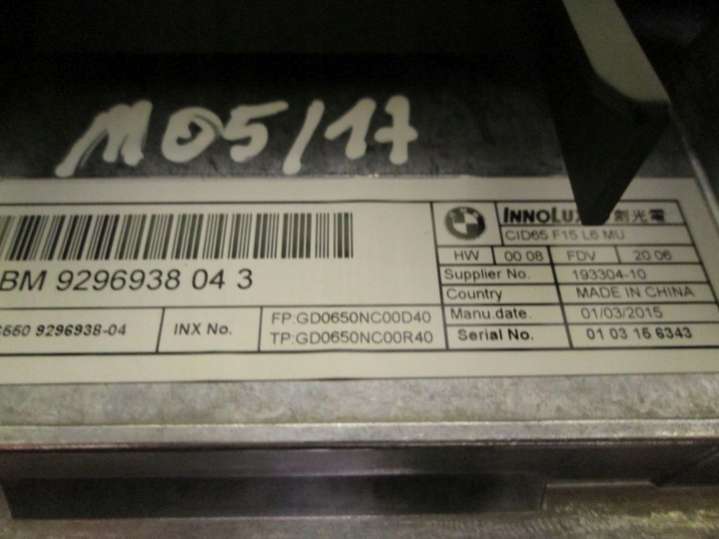 M05/17
INNOLUX 創光電
CID65 F15 L6 MU
HW 00 08 FDV 20 06
BM 9296938 04 3
Supplier No. 193304-10
Country MADE IN CHINA
9296938-04 INX No. FP:GD0650NC00D40
Manu.date. 01/03/2015
TP:GD0650NC00R40
Serial No. 01 03 15 6343